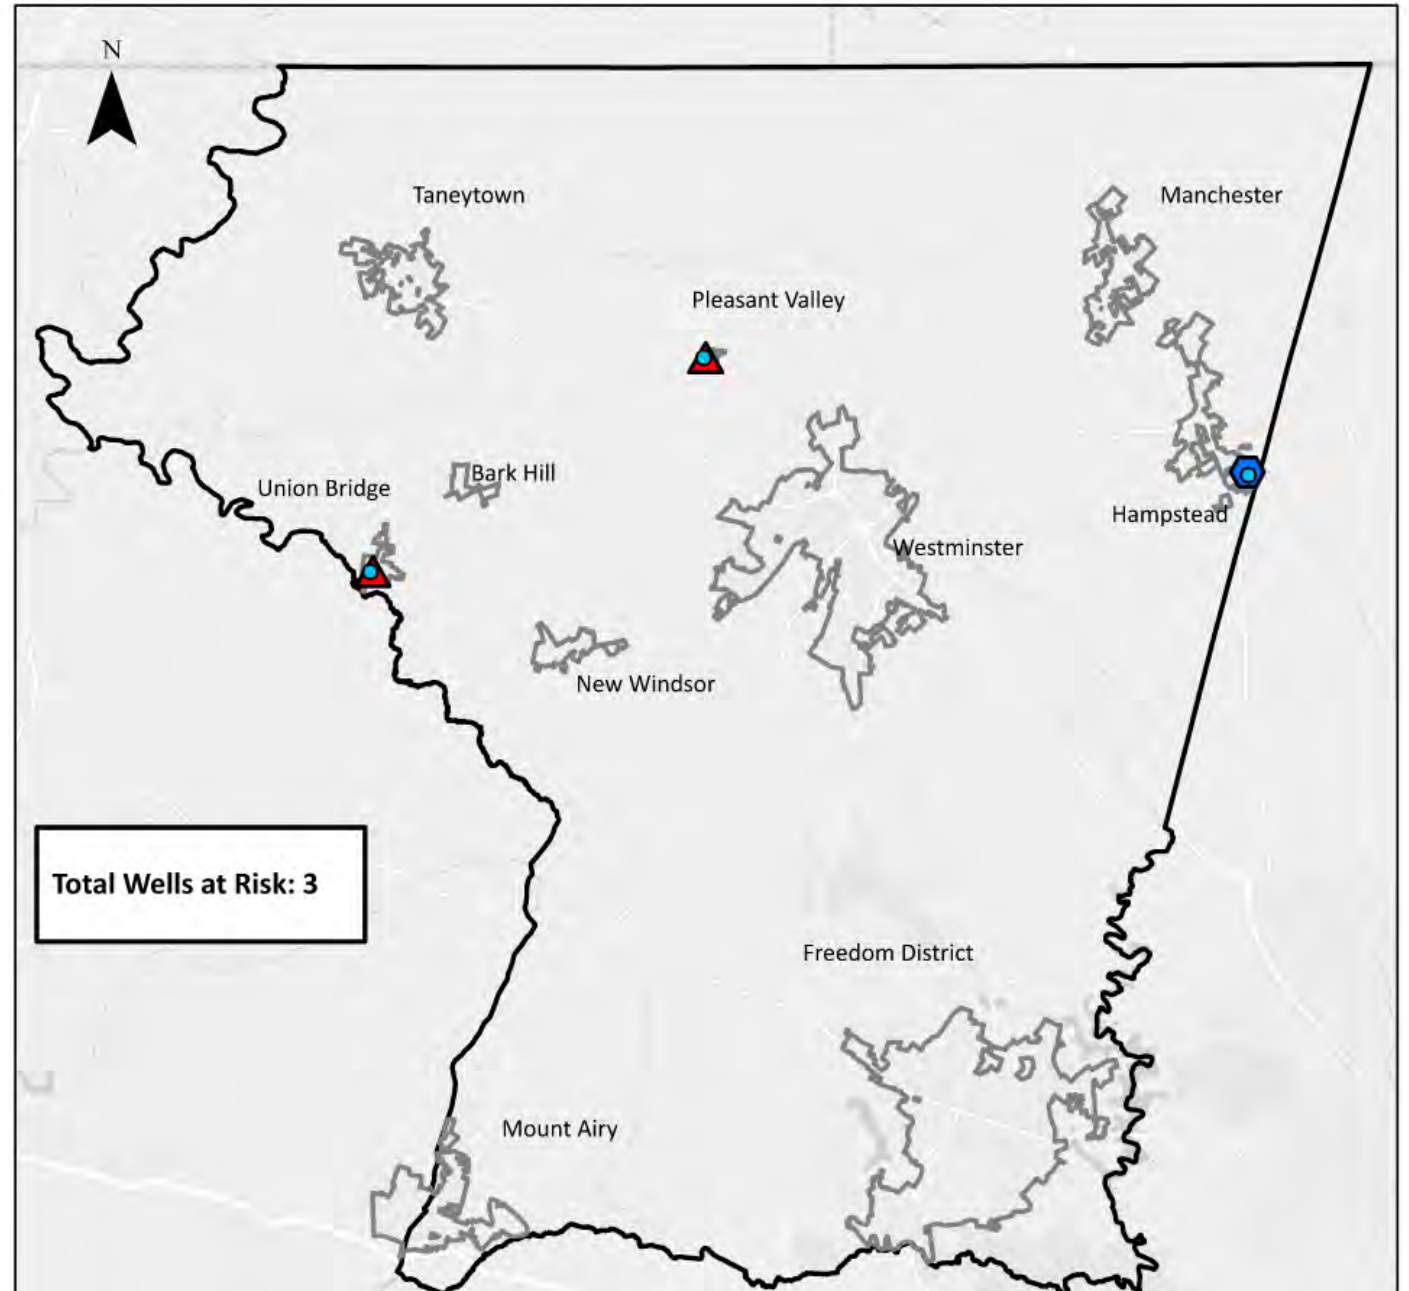 N
Taneytown
Manchester
Pleasant Valley
Bark Hill
Union Bridge
Hampstead
Westminster
New Windsor
Total Wells at Risk: 3
Freedom District
Mount Airy